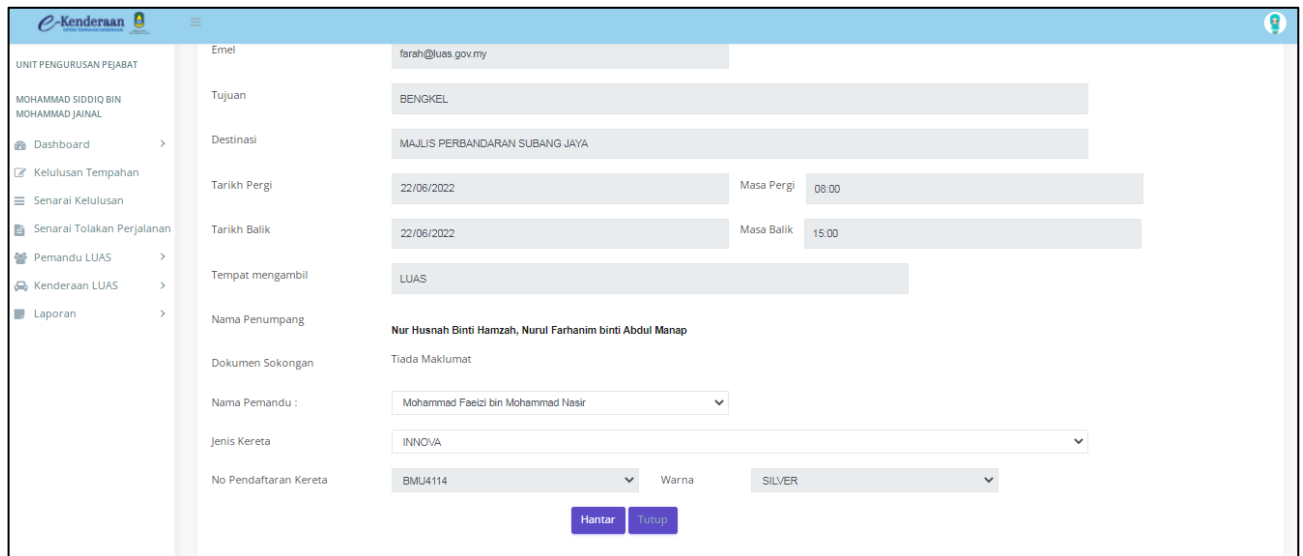 e-Kenderaan
UNIT PENGURUSAN PEJABAT
MOHAMMAD SIDDIQ BIN
MOHAMMAD JAINAL
Dashboard
Kelulusan Tempahan
Senarai Kelulusan
Senarai Tolakan Perjalanan
Pemandu LUAS
Kenderaan LUAS
Laporan
Emel farah@luas.gov.my
Tujuan BENGKEL
Destinasi MAJLIS PERBANDARAN SUBANG JAYA
Tarikh Pergi 22/06/2022 Masa Pergi 08:00
Tarikh Balik 22/06/2022 Masa Balik 15:00
Tempat mengambil LUAS
Nama Penumpang Nur Husnah Binti Hamzah, Nurul Farhanim binti Abdul Manap
Dokumen Sokongan Tiada Maklumat
Nama Pemandu : Mohammad Faeizi bin Mohammad Nasir
Jenis Kereta INNOVA
No Pendaftaran Kereta BMU4114 Warna SILVER
Hantar Tutup